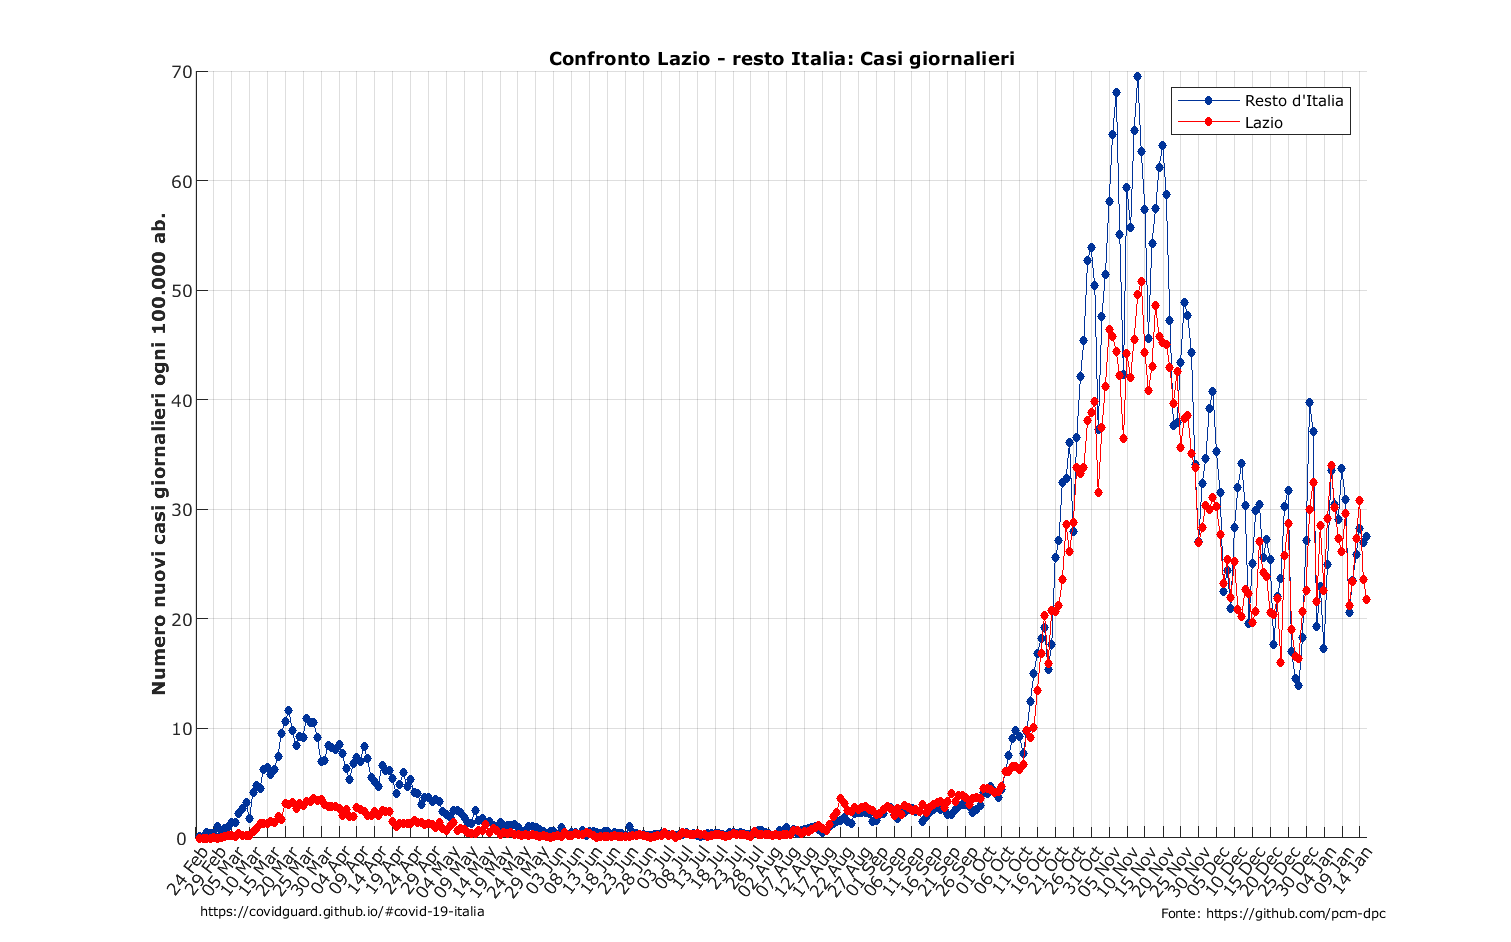 Confronto Lazio - resto Italia: Casi giornalieri
Resto d'Italia
Lazio
Numero nuovi casi giornalieri ogni 100.000 ab.
70
60
50
40
30
20
10
0
24 Feb
29 Feb
05 Mar
10 Mar
15 Mar
20 Mar
25 Mar
30 Mar
04 Apr
09 Apr
14 Apr
19 Apr
24 Apr
29 Apr
04 May
09 May
14 May
19 May
24 May
29 May
03 Jun
08 Jun
13 Jun
18 Jun
23 Jun
28 Jun
03 Jul
08 Jul
13 Jul
18 Jul
23 Jul
28 Jul
02 Aug
07 Aug
12 Aug
17 Aug
22 Aug
27 Aug
01 Sep
06 Sep
11 Sep
16 Sep
21 Sep
26 Sep
01 Oct
06 Oct
11 Oct
16 Oct
21 Oct
26 Oct
31 Oct
05 Nov
10 Nov
15 Nov
20 Nov
25 Nov
30 Nov
05 Dec
10 Dec
15 Dec
20 Dec
25 Dec
30 Dec
04 Jan
09 Jan
14 Jan
https://covidguard.github.io/#covid-19-italia
Fonte: https://github.com/pcm-dpc